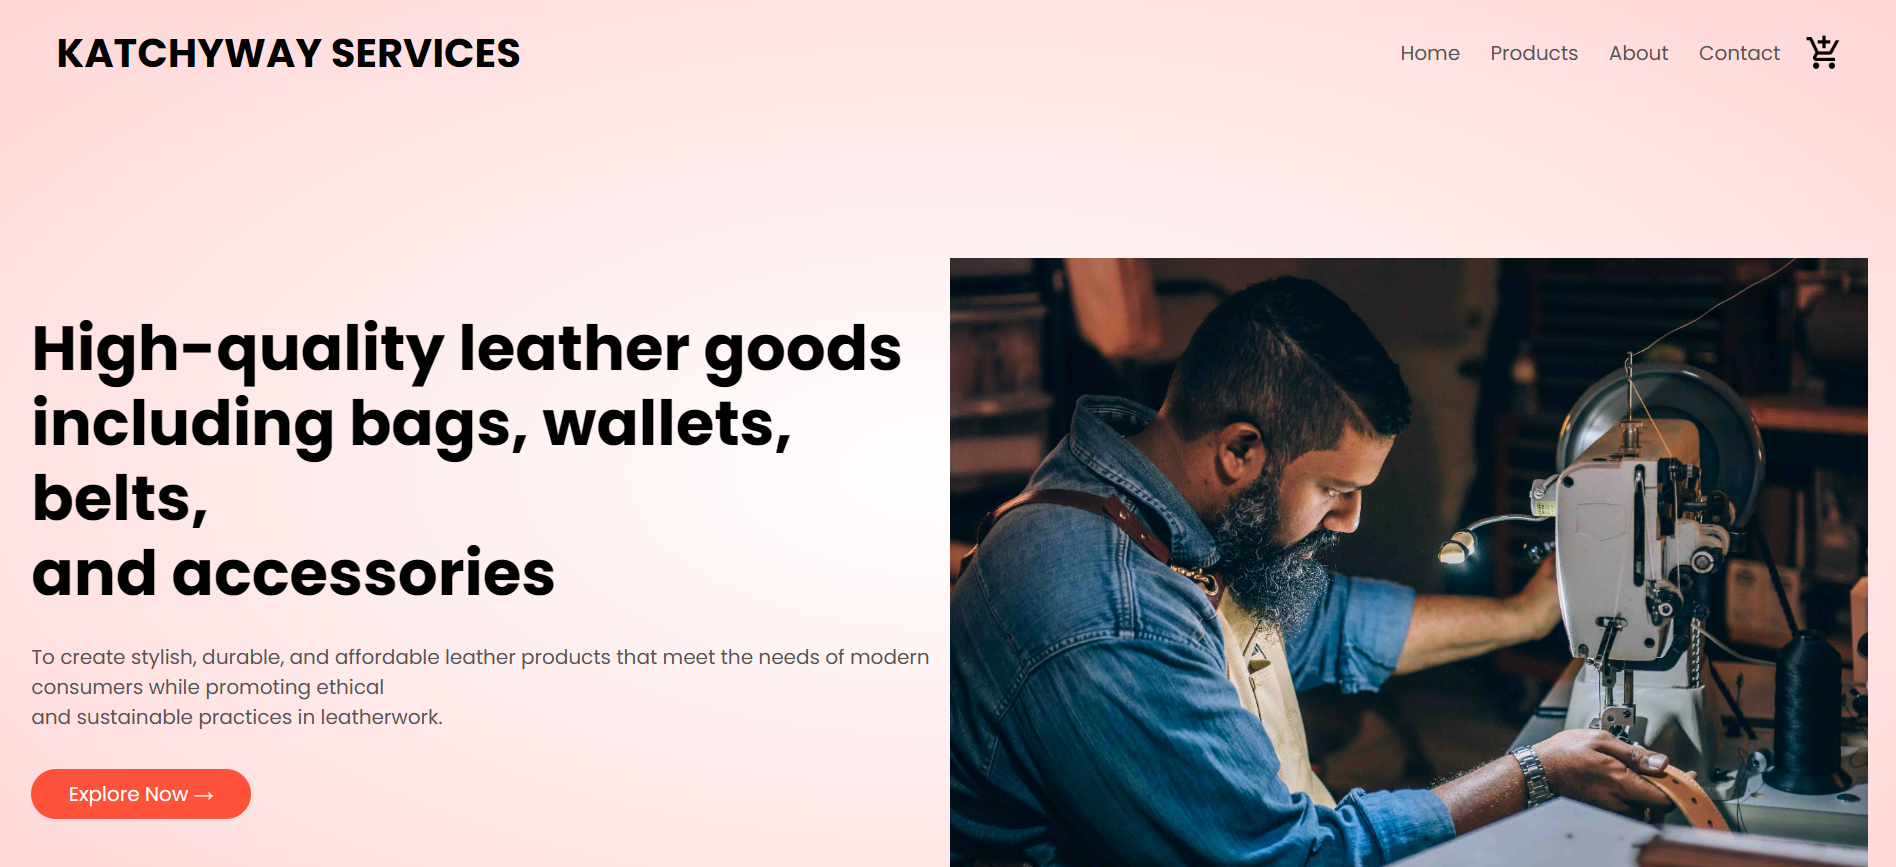 KATCHYWAY SERVICES
Home Products About Contact
High-quality leather goods
including bags, wallets,
belts,
and accessories
To create stylish, durable, and affordable leather products that meet the needs of modern
consumers while promoting ethical
and sustainable practices in leatherwork.
Explore Now →